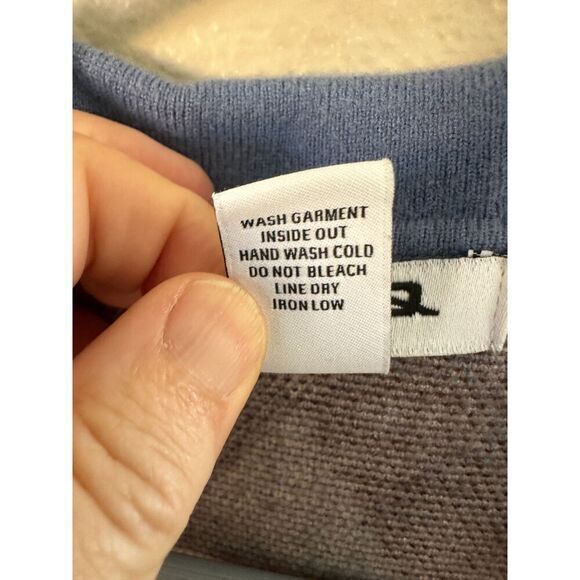 WASH GARMENT
INSIDE OUT
HAND WASH COLD
DO NOT BLEACH
LINE DRY
IRON LOW